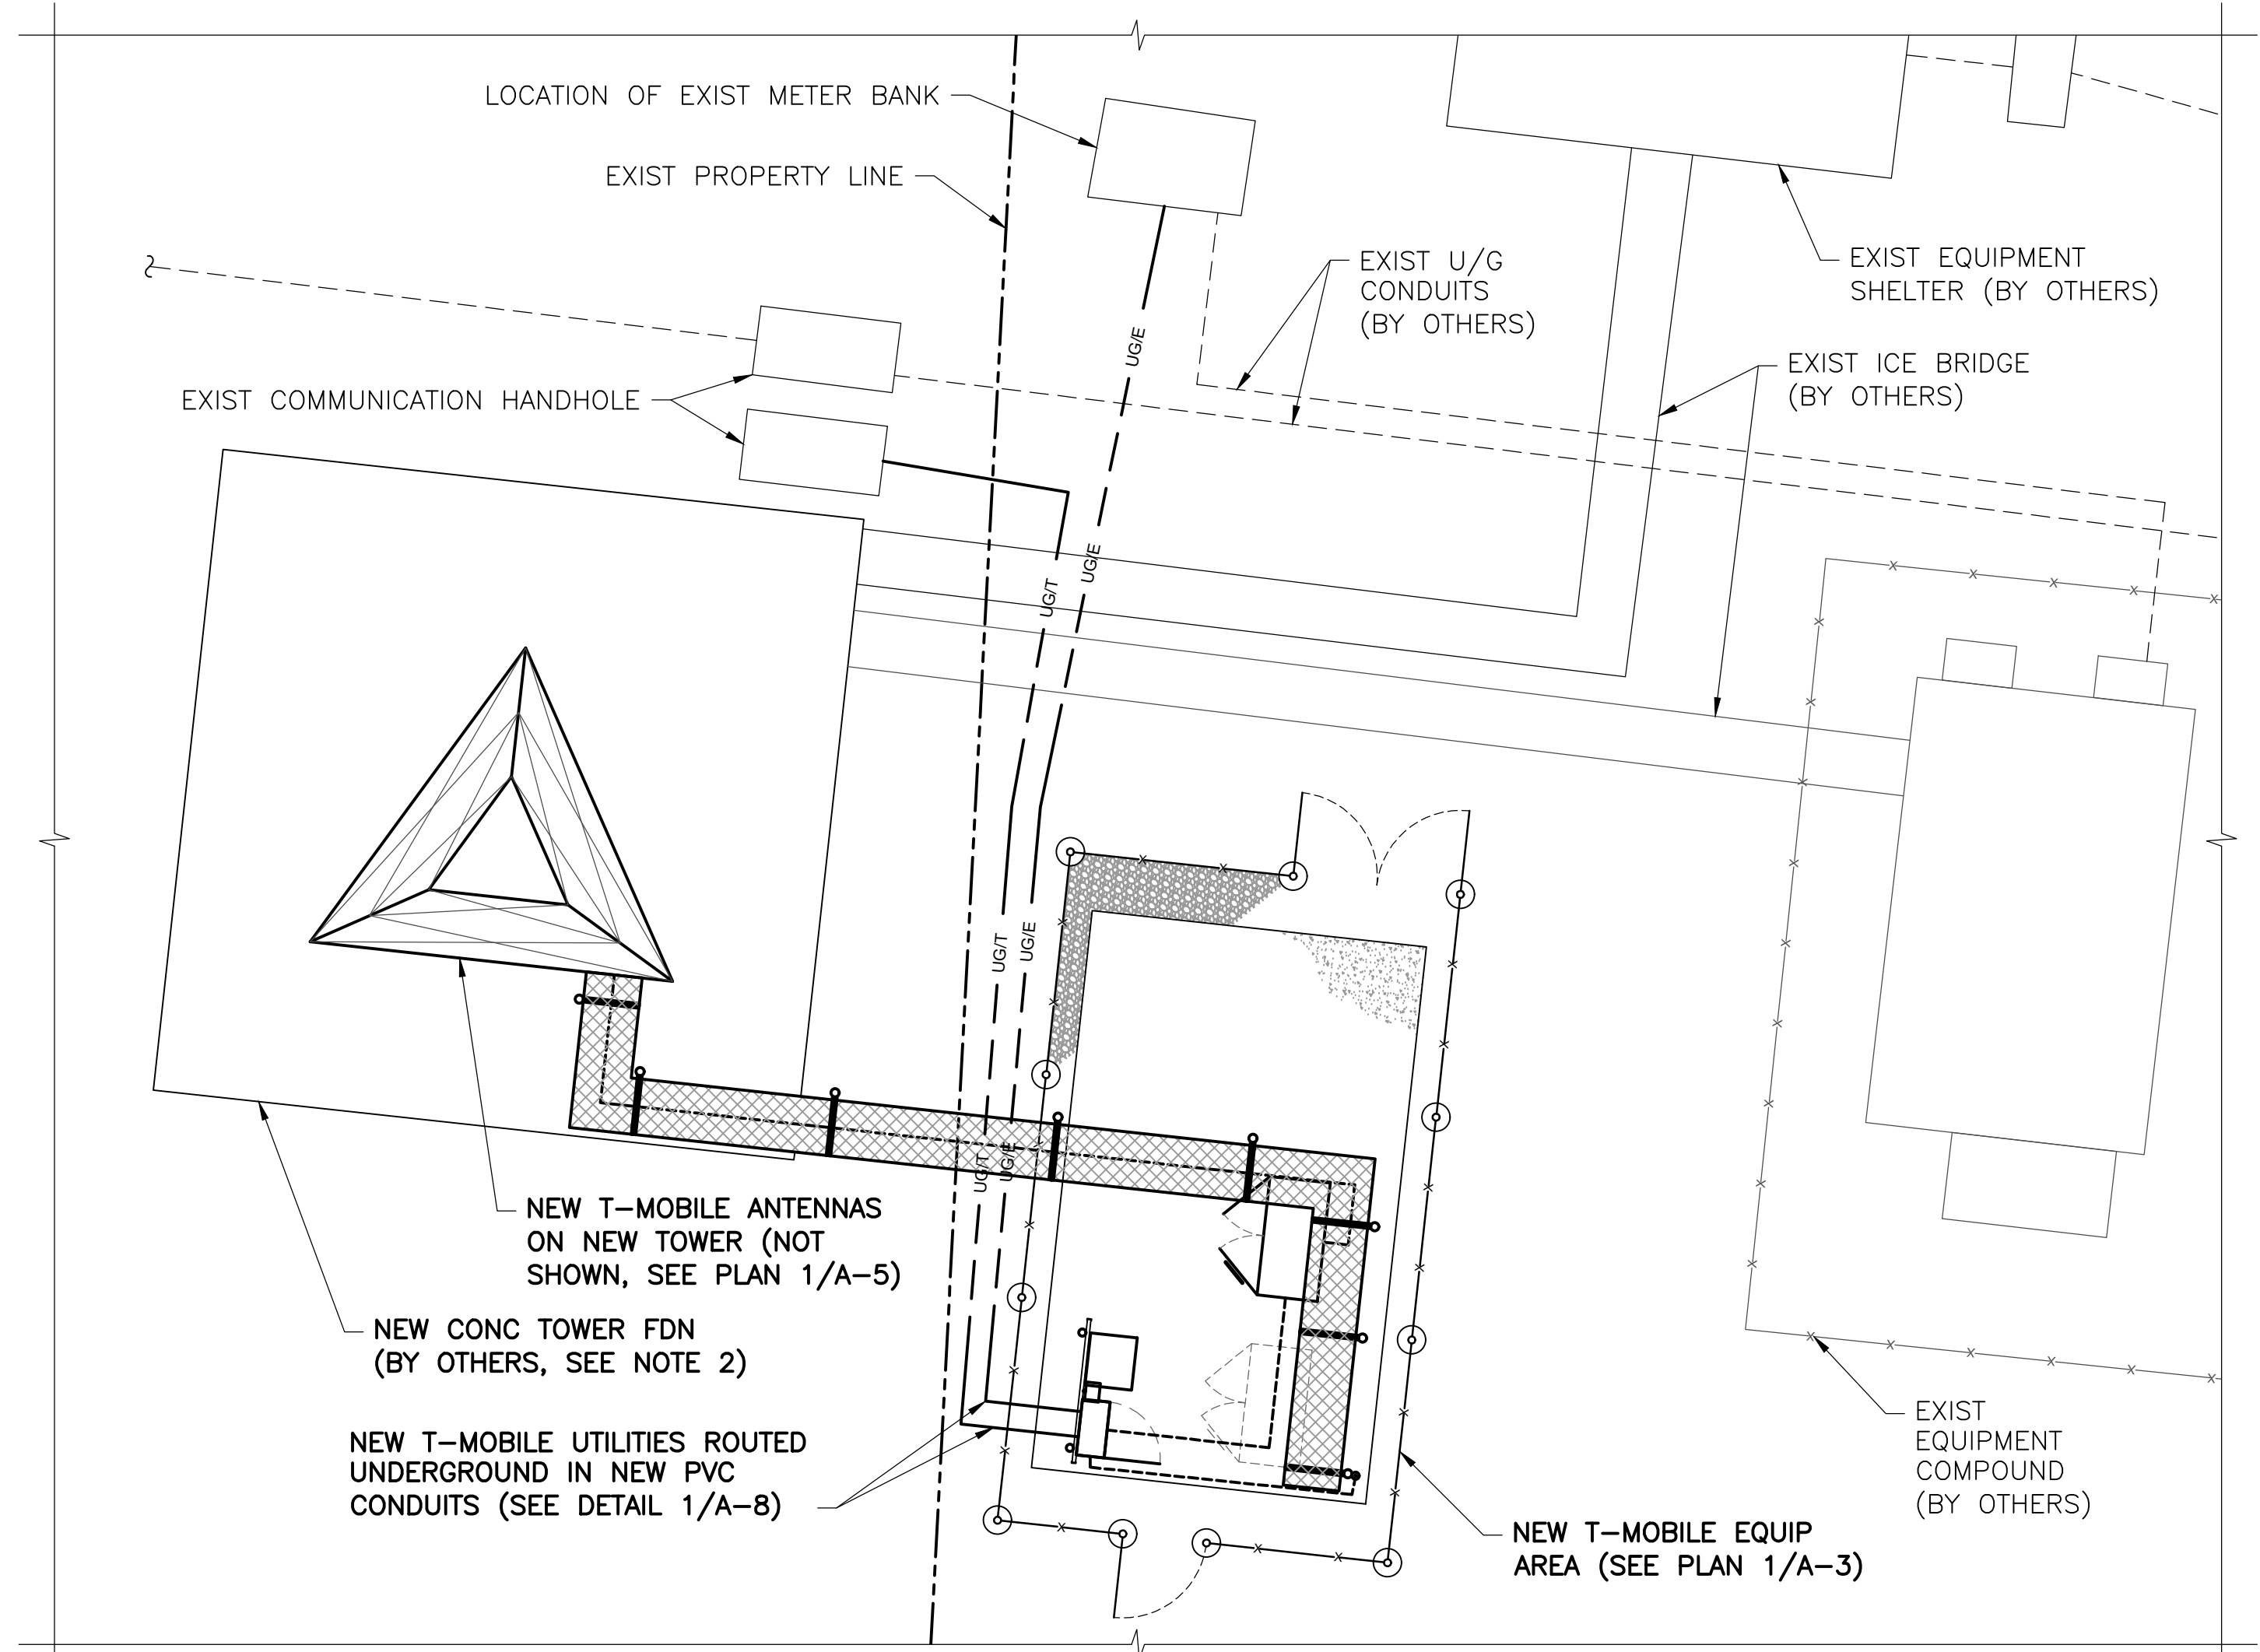 LOCATION OF EXIST METER BANK
EXIST PROPERTY LINE
EXIST U/G
CONDUITS
(BY OTHERS)
EXIST EQUIPMENT
SHELTER (BY OTHERS)
UG/E
EXIST ICE BRIDGE
(BY OTHERS)
EXIST COMMUNICATION HANDHOLE
UG/E
UG/T
UG/T
UG/E
UG/T
UG/E
NEW T-MOBILE ANTENNAS
ON NEW TOWER (NOT
SHOWN, SEE PLAN 1/A-5)
NEW CONC TOWER FDN
(BY OTHERS, SEE NOTE 2)
NEW T-MOBILE UTILITIES ROUTED
UNDERGROUND IN NEW PVC
CONDUITS (SEE DETAIL 1/A-8)
EXIST
EQUIPMENT
COMPOUND
(BY OTHERS)
NEW T-MOBILE EQUIP
AREA (SEE PLAN 1/A-3)